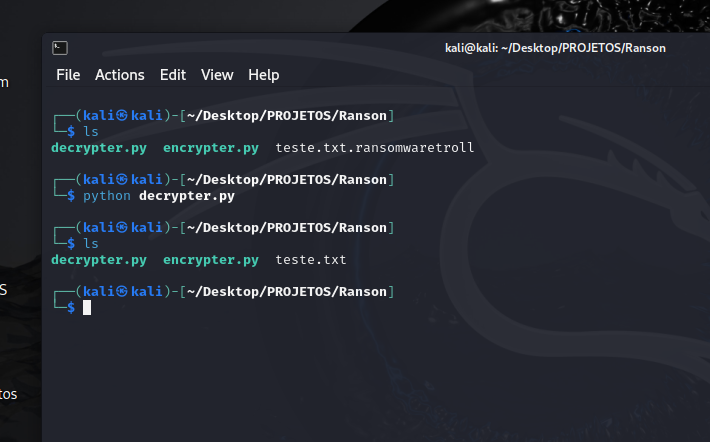 kali@kali: ~/Desktop/PROJETOS/Ranson
File Actions Edit View Help
m
┌──(kali㉿kali)-[~/Desktop/PROJETOS/Ranson]
└─$ ls
decrypter.py encrypter.py teste.txt.ransomwaretroll
┌──(kali㉿kali)-[~/Desktop/PROJETOS/Ranson]
└─$ python decrypter.py
┌──(kali㉿kali)-[~/Desktop/PROJETOS/Ranson]
└─$ ls
decrypter.py encrypter.py teste.txt
┌──(kali㉿kali)-[~/Desktop/PROJETOS/Ranson]
└─$
S
tos